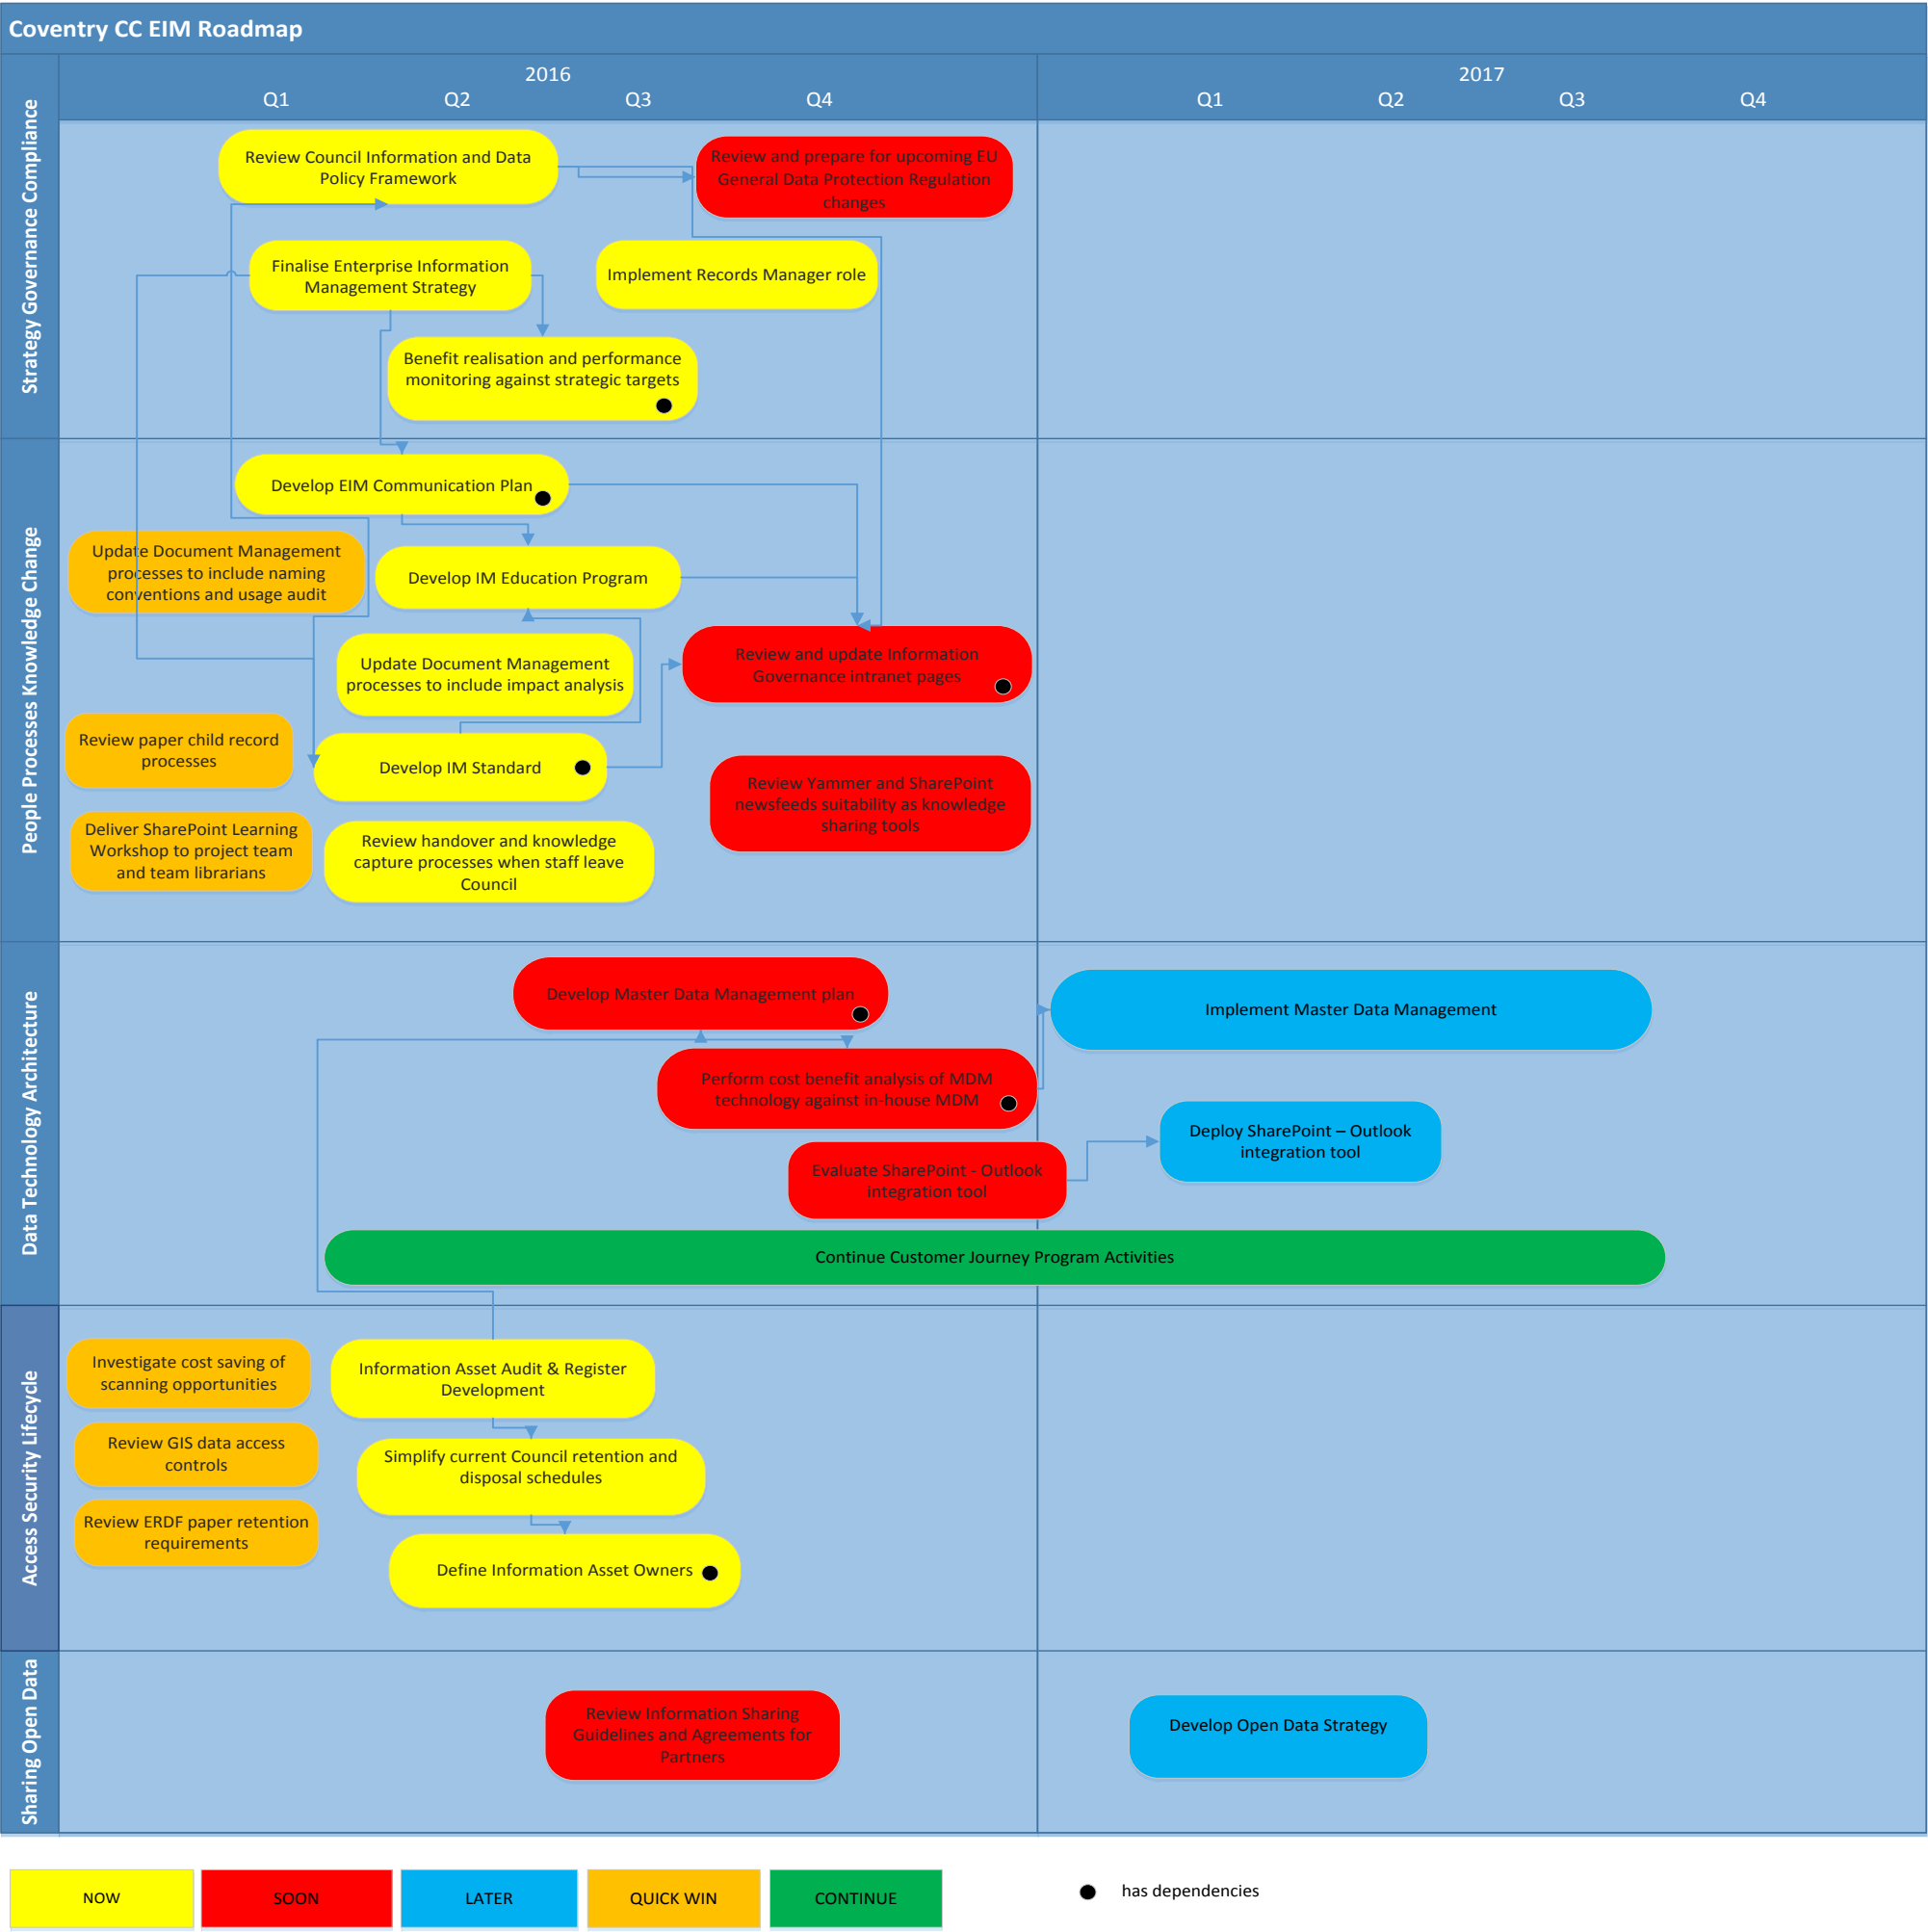 Coventry CC EIM Roadmap
2016
2017
Q1 Q2 Q3 Q4
Q1 Q2 Q3 Q4
Strategy Governance Compliance
Review Council Information and Data
Policy Framework
Review and prepare for upcoming EU
General Data Protection Regulation
changes
Finalise Enterprise Information
Management Strategy
Implement Records Manager role
Benefit realisation and performance
monitoring against strategic targets
People Processes Knowledge Change
Develop EIM Communication Plan
Update Document Management
processes to include naming
conventions and usage audit
Develop IM Education Program
Update Document Management
processes to include impact analysis
Review and update Information
Governance intranet pages
Review paper child record
processes
Develop IM Standard
Review Yammer and SharePoint
newsfeeds suitability as knowledge
sharing tools
Deliver SharePoint Learning
Workshop to project team
and team librarians
Review handover and knowledge
capture processes when staff leave
Council
Data Technology Architecture
Develop Master Data Management plan
Implement Master Data Management
Perform cost benefit analysis of MDM
technology against in-house MDM
Deploy SharePoint – Outlook
integration tool
Evaluate SharePoint - Outlook
integration tool
Continue Customer Journey Program Activities
Access Security Lifecycle
Investigate cost saving of
scanning opportunities
Information Asset Audit & Register
Development
Review GIS data access
controls
Simplify current Council retention and
disposal schedules
Review ERDF paper retention
requirements
Define Information Asset Owners
Sharing Open Data
Review Information Sharing
Guidelines and Agreements for
Partners
Develop Open Data Strategy
NOW
SOON
LATER
QUICK WIN
CONTINUE
has dependencies